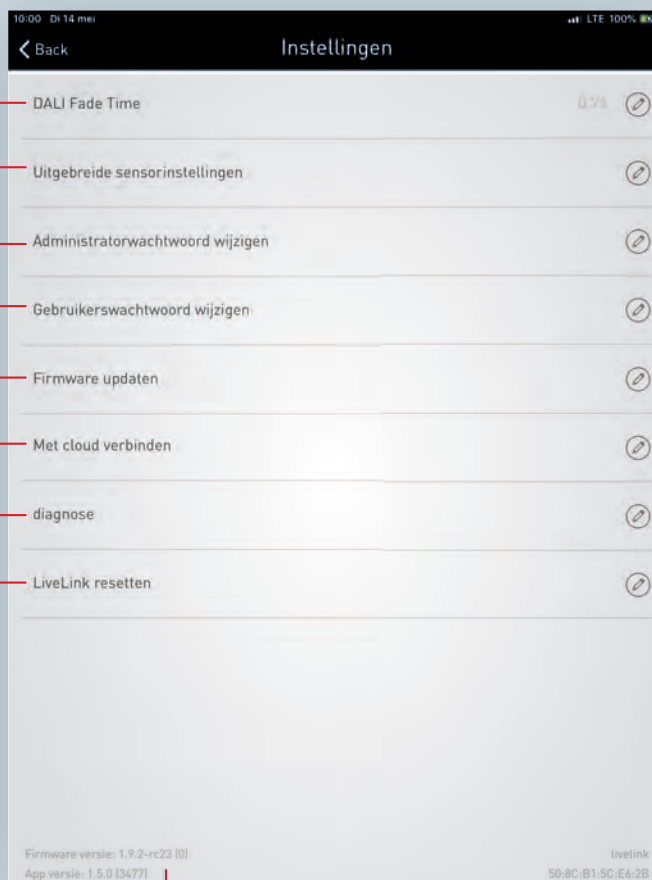 10:00 Di 14 mei LTE 100%
Back Instellingen
DALI Fade Time
Uitgebreide sensorinstellingen
Administratorwachtwoord wijzigen
Gebruikerswachtwoord wijzigen
Firmware updaten
Met cloud verbinden
diagnose
LiveLink resetten
Firmware versie: 1.9.2-rc23 (0) livelink
App versie: 1.5.0 (3477) 50:8C:B1:5C:E6:2B